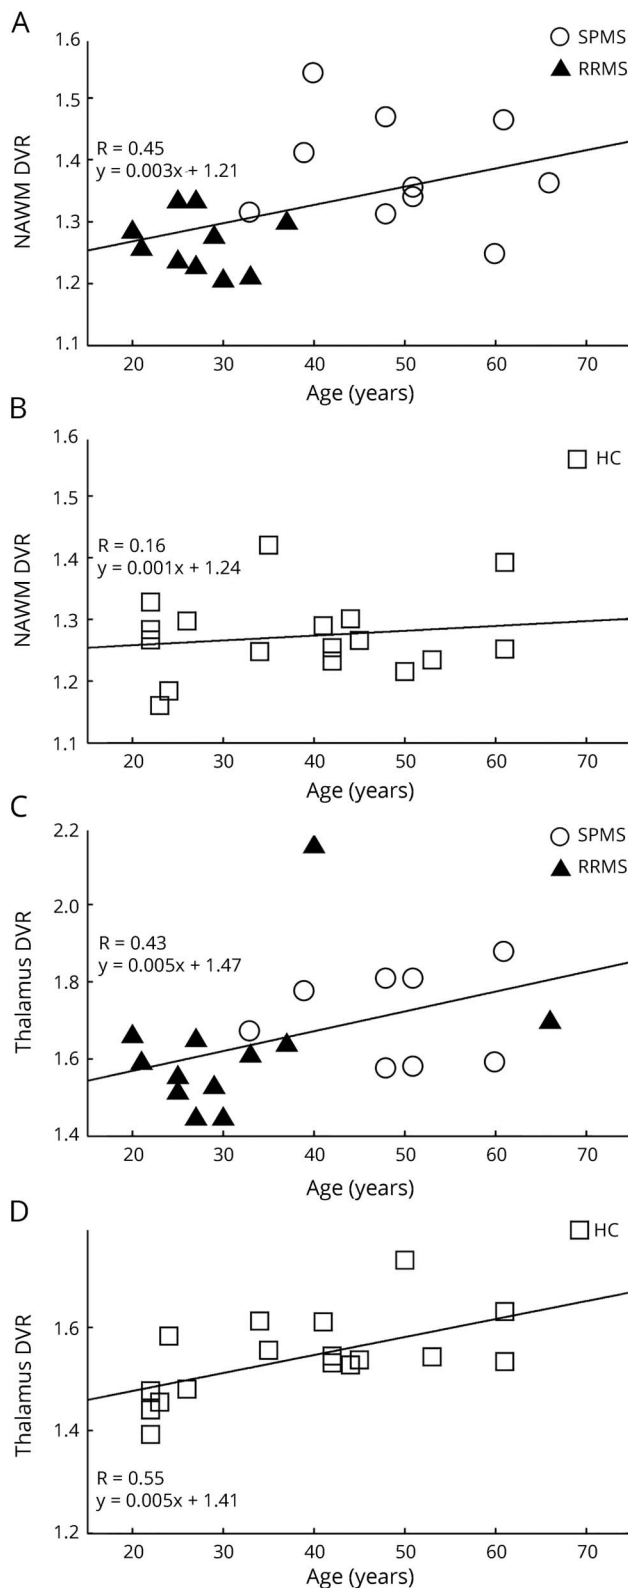 A
SPMS
RRMS
1.6
1.5
1.4
1.3
1.2
1.1
NAWM DVR
R = 0.45
y = 0.003x + 1.21
20 30 40 50 60 70
Age (years)
B
HC
1.6
1.5
1.4
1.3
1.2
1.1
NAWM DVR
R = 0.16
y = 0.001x + 1.24
20 30 40 50 60 70
Age (years)
C
SPMS
RRMS
2.2
2.0
1.8
1.6
1.4
Thalamus DVR
R = 0.43
y = 0.005x + 1.47
20 30 40 50 60 70
Age (years)
D
HC
1.6
1.4
1.2
Thalamus DVR
R = 0.55
y = 0.005x + 1.41
20 30 40 50 60 70
Age (years)